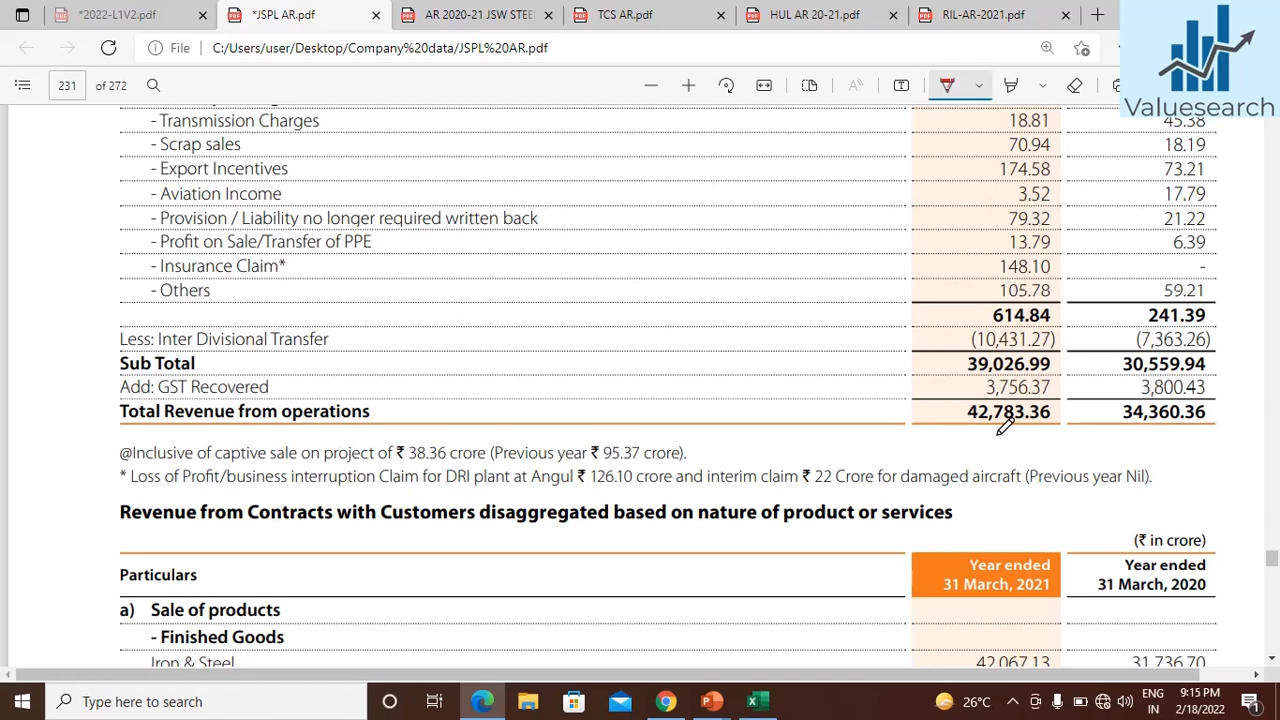 *2022-L1V2.pdf
*JSPL AR.pdf
AR 2020-21 JSW STEE
TCS AR.pdf
HUL AR 20-21.pdf
RIL-AR-2021.pdf
File C:/Users/user/Desktop/Company%20data/JSPL%20AR.pdf
231 of 272
Valuesearch
- Transmission Charges 18.81 45.38
- Scrap sales 70.94 18.19
- Export Incentives 174.58 73.21
- Aviation Income 3.52 17.79
- Provision / Liability no longer required written back 79.32 21.22
- Profit on Sale/Transfer of PPE 13.79 6.39
- Insurance Claim* 148.10 -
- Others 105.78 59.21
614.84 241.39
Less: Inter Divisional Transfer (10,431.27) (7,363.26)
Sub Total 39,026.99 30,559.94
Add: GST Recovered 3,756.37 3,800.43
Total Revenue from operations 42,783.36 34,360.36
@Inclusive of captive sale on project of ₹ 38.36 crore (Previous year ₹ 95.37 crore).
* Loss of Profit/business interruption Claim for DRI plant at Angul ₹ 126.10 crore and interim claim ₹ 22 Crore for damaged aircraft (Previous year Nil).
Revenue from Contracts with Customers disaggregated based on nature of product or services
(₹ in crore)
Particulars Year ended 31 March, 2021 Year ended 31 March, 2020
a) Sale of products
- Finished Goods
Iron & Steel 42,067.13 31,736.70
Type here to search
26°C
ENG
IN
9:15 PM
2/18/2022
1